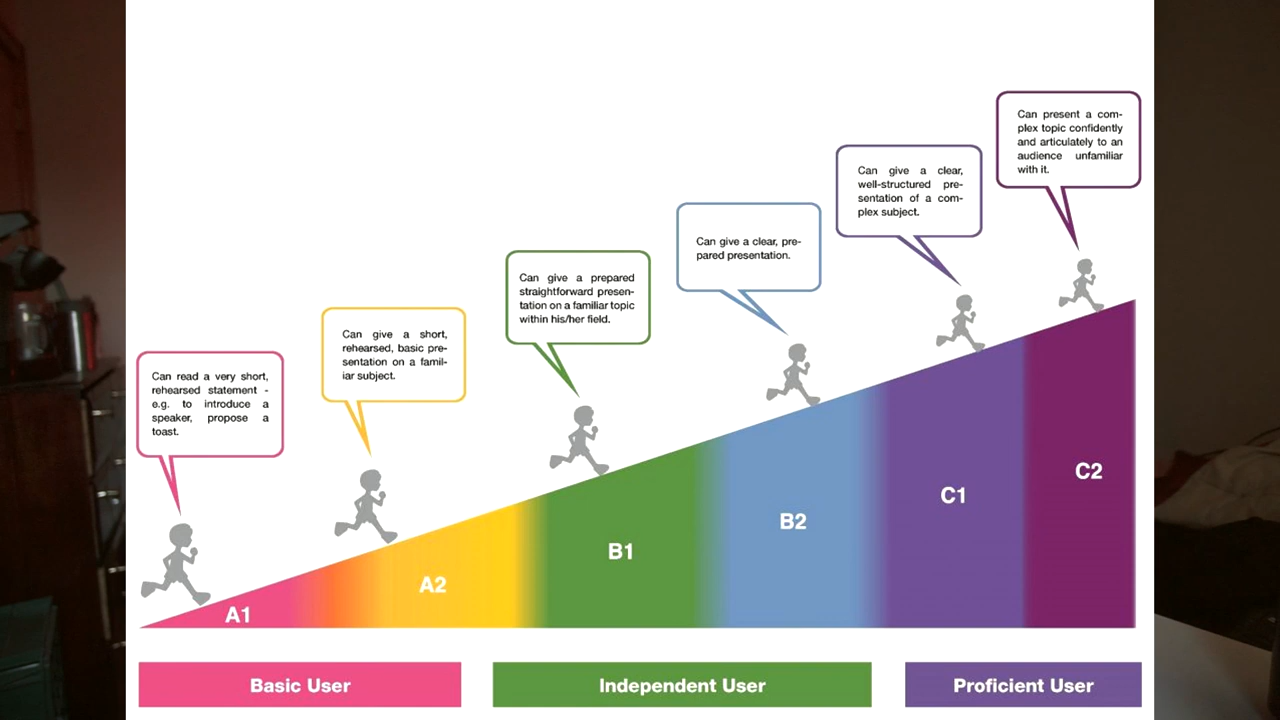 Can present a com-
plex topic confidently
and articulately to an
audience unfamiliar
with it.
Can give a clear,
well-structured pre-
sentation of a com-
plex subject.
Can give a clear, pre-
pared presentation.
Can give a prepared
straightforward presen-
tation on a familiar topic
within his/her field.
Can give a short,
rehearsed, basic pre-
sentation on a famil-
iar subject.
Can read a very short,
rehearsed statement -
e.g. to introduce a
speaker, propose a
toast.
A1
A2
B1
B2
C1
C2
Basic User
Independent User
Proficient User